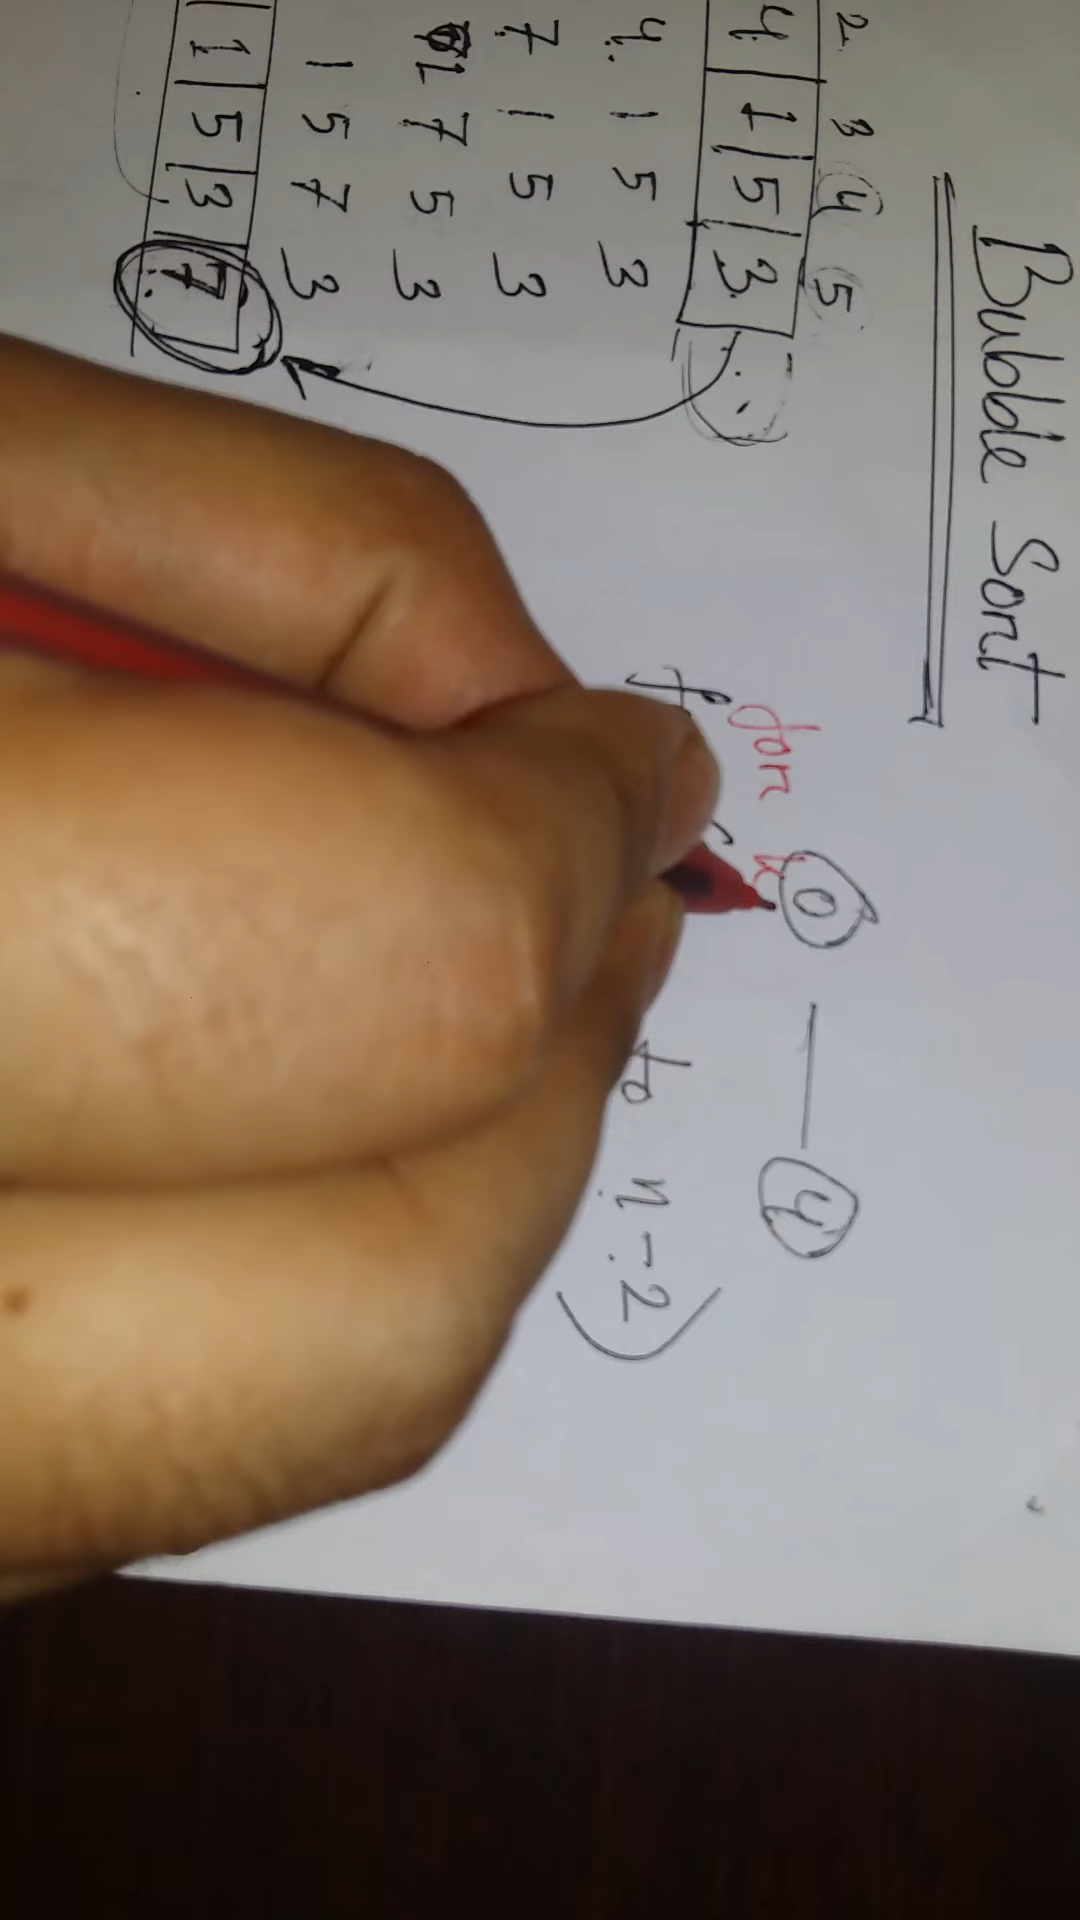 Bubble Sort
2 3 4 5
4 1 5 3
4 1 5 3
7 1 5 3
1 7 5 3
1 5 7 3
1 5 3 7
0 — 4
for k
to n-2)